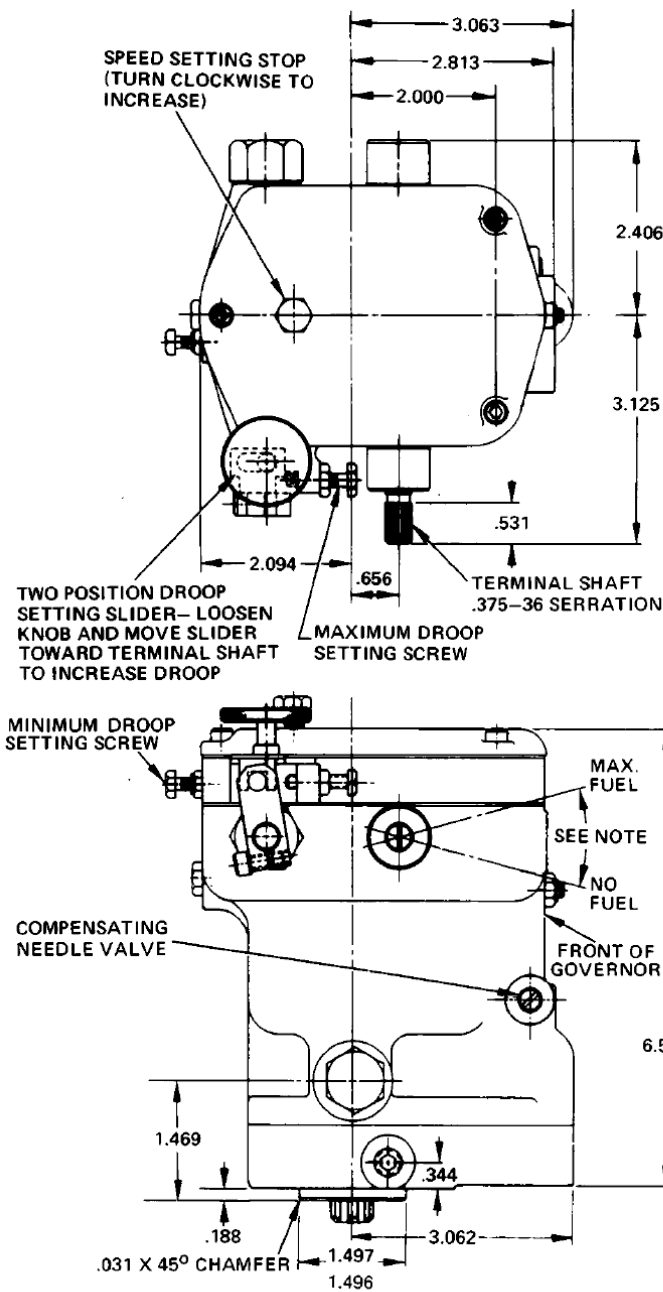 3.063
SPEED SETTING STOP
(TURN CLOCKWISE TO
INCREASE)
2.813
2.000
2.406
3.125
.531
2.094
.656
TERMINAL SHAFT
.375–36 SERRATION
TWO POSITION DROOP
SETTING SLIDER– LOOSEN
KNOB AND MOVE SLIDER
TOWARD TERMINAL SHAFT
TO INCREASE DROOP
MAXIMUM DROOP
SETTING SCREW
MINIMUM DROOP
SETTING SCREW
MAX.
FUEL
SEE NOTE
NO
FUEL
COMPENSATING
NEEDLE VALVE
FRONT OF
GOVERNOR
6.5
1.469
.344
.188
3.062
.031 X 45º CHAMFER
1.497
1.496